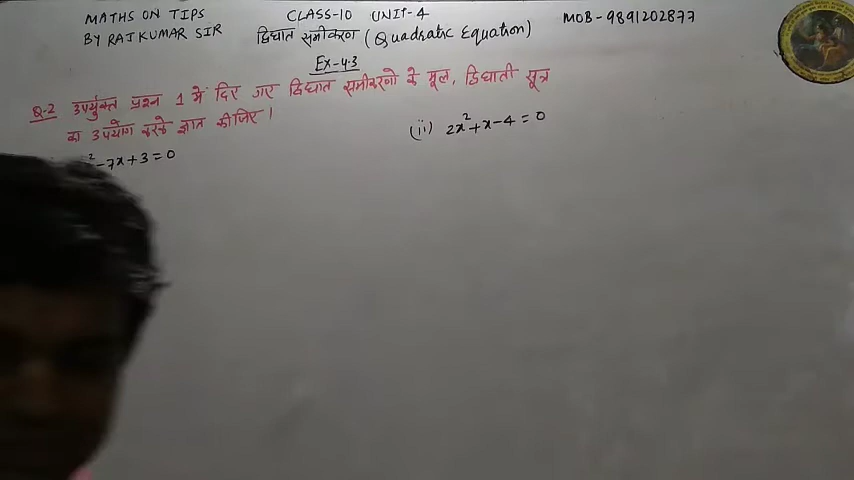 MATHS ON TIPS CLASS-10 UNIT-4 MOB-9891202877
BY RAJKUMAR SIR द्विघात समीकरण (Quadratic Equation)
Ex-4.3
Q-2 उपर्युक्त प्रश्न 1 में दिए गए द्विघात समीकरणों के मूल, द्विघाती सूत्र
का उपयोग करके ज्ञात कीजिए।
(ii) 2x²+x-4=0
²-7x+3=0